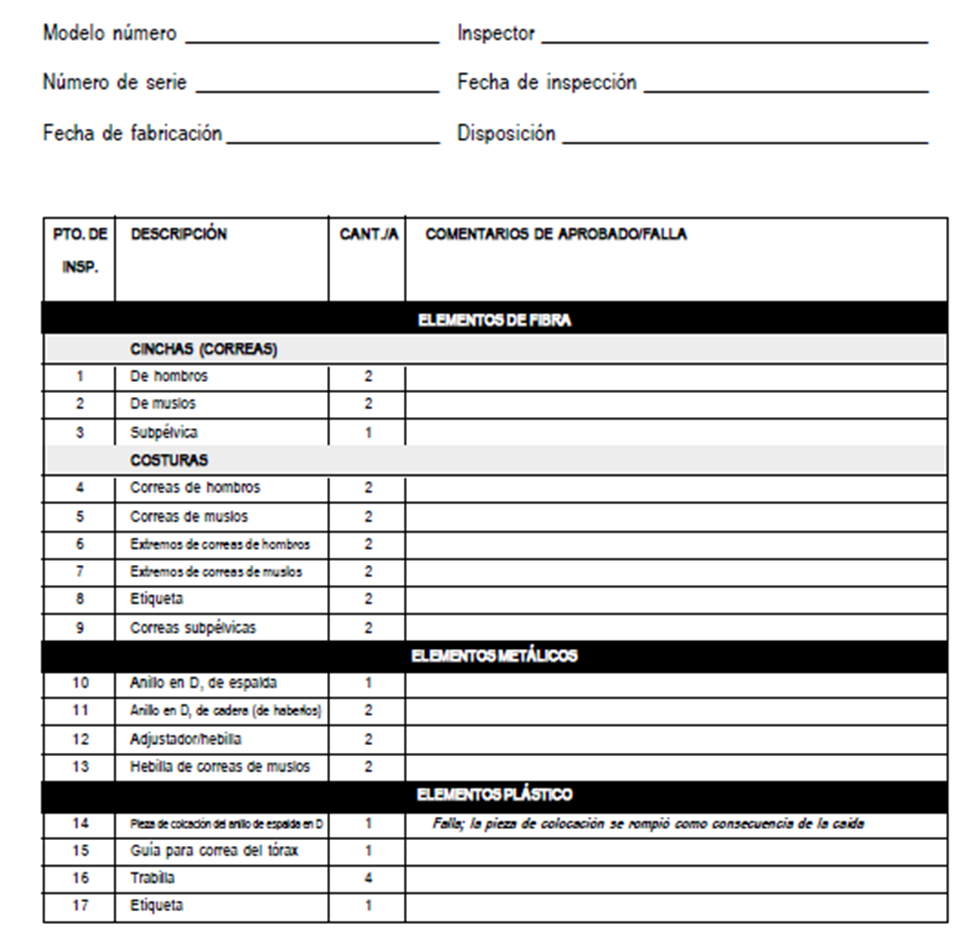 Modelo número
Inspector
Número de serie
Fecha de inspección
Fecha de fabricación
Disposición
PTO. DE INSP. DESCRIPCIÓN CANT./A COMENTARIOS DE APROBADO/FALLA
ELEMENTOS DE FIBRA
CINCHAS (CORREAS)
1 De hombros 2
2 De muslos 2
3 Subpélvica 1
COSTURAS
4 Correas de hombros 2
5 Correas de muslos 2
6 Extremos de correas de hombros 2
7 Extremos de correas de muslos 2
8 Etiqueta 2
9 Correas subpélvicas 2
ELEMENTOS METÁLICOS
10 Anillo en D, de espalda 1
11 Anillo en D, de cadera (de haberlos) 2
12 Adjustador/hebilla 2
13 Hebilla de correas de muslos 2
ELEMENTOS PLÁSTICO
14 Pieza de colcación del anillo de espalda en D 1 Falla; la pieza de colocación se rompió como consecuencia de la caída
15 Guía para correa del tórax 1
16 Trabilla 4
17 Etiqueta 1